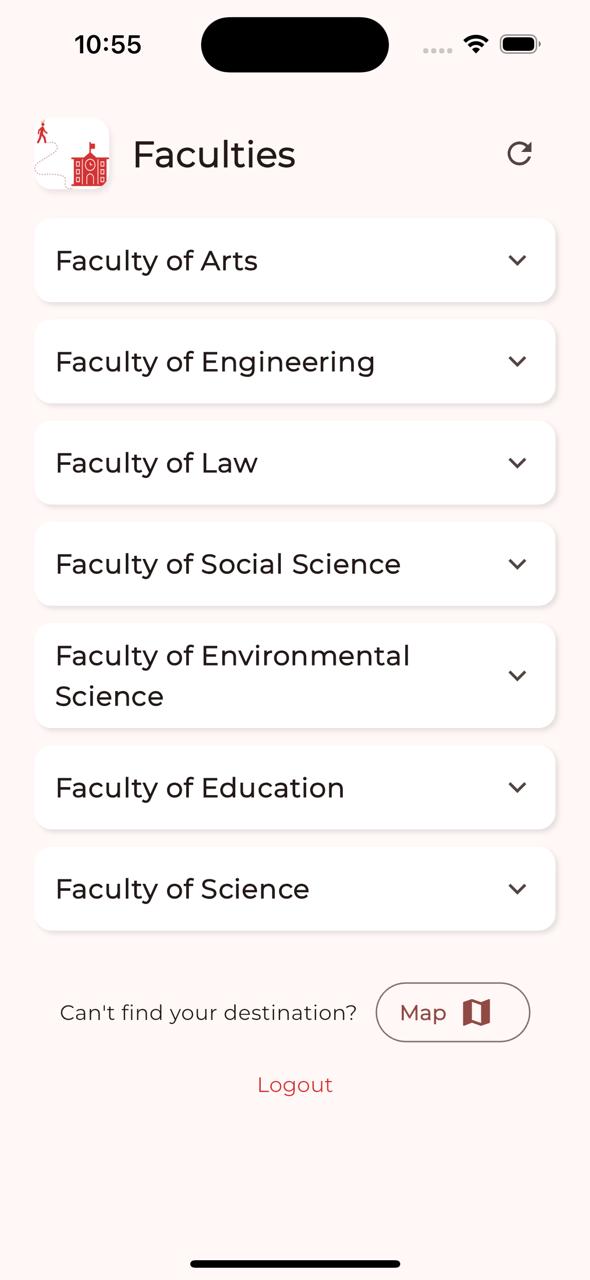 10:55
Faculties
Faculty of Arts
Faculty of Engineering
Faculty of Law
Faculty of Social Science
Faculty of Environmental
Science
Faculty of Education
Faculty of Science
Can't find your destination? Map
Logout